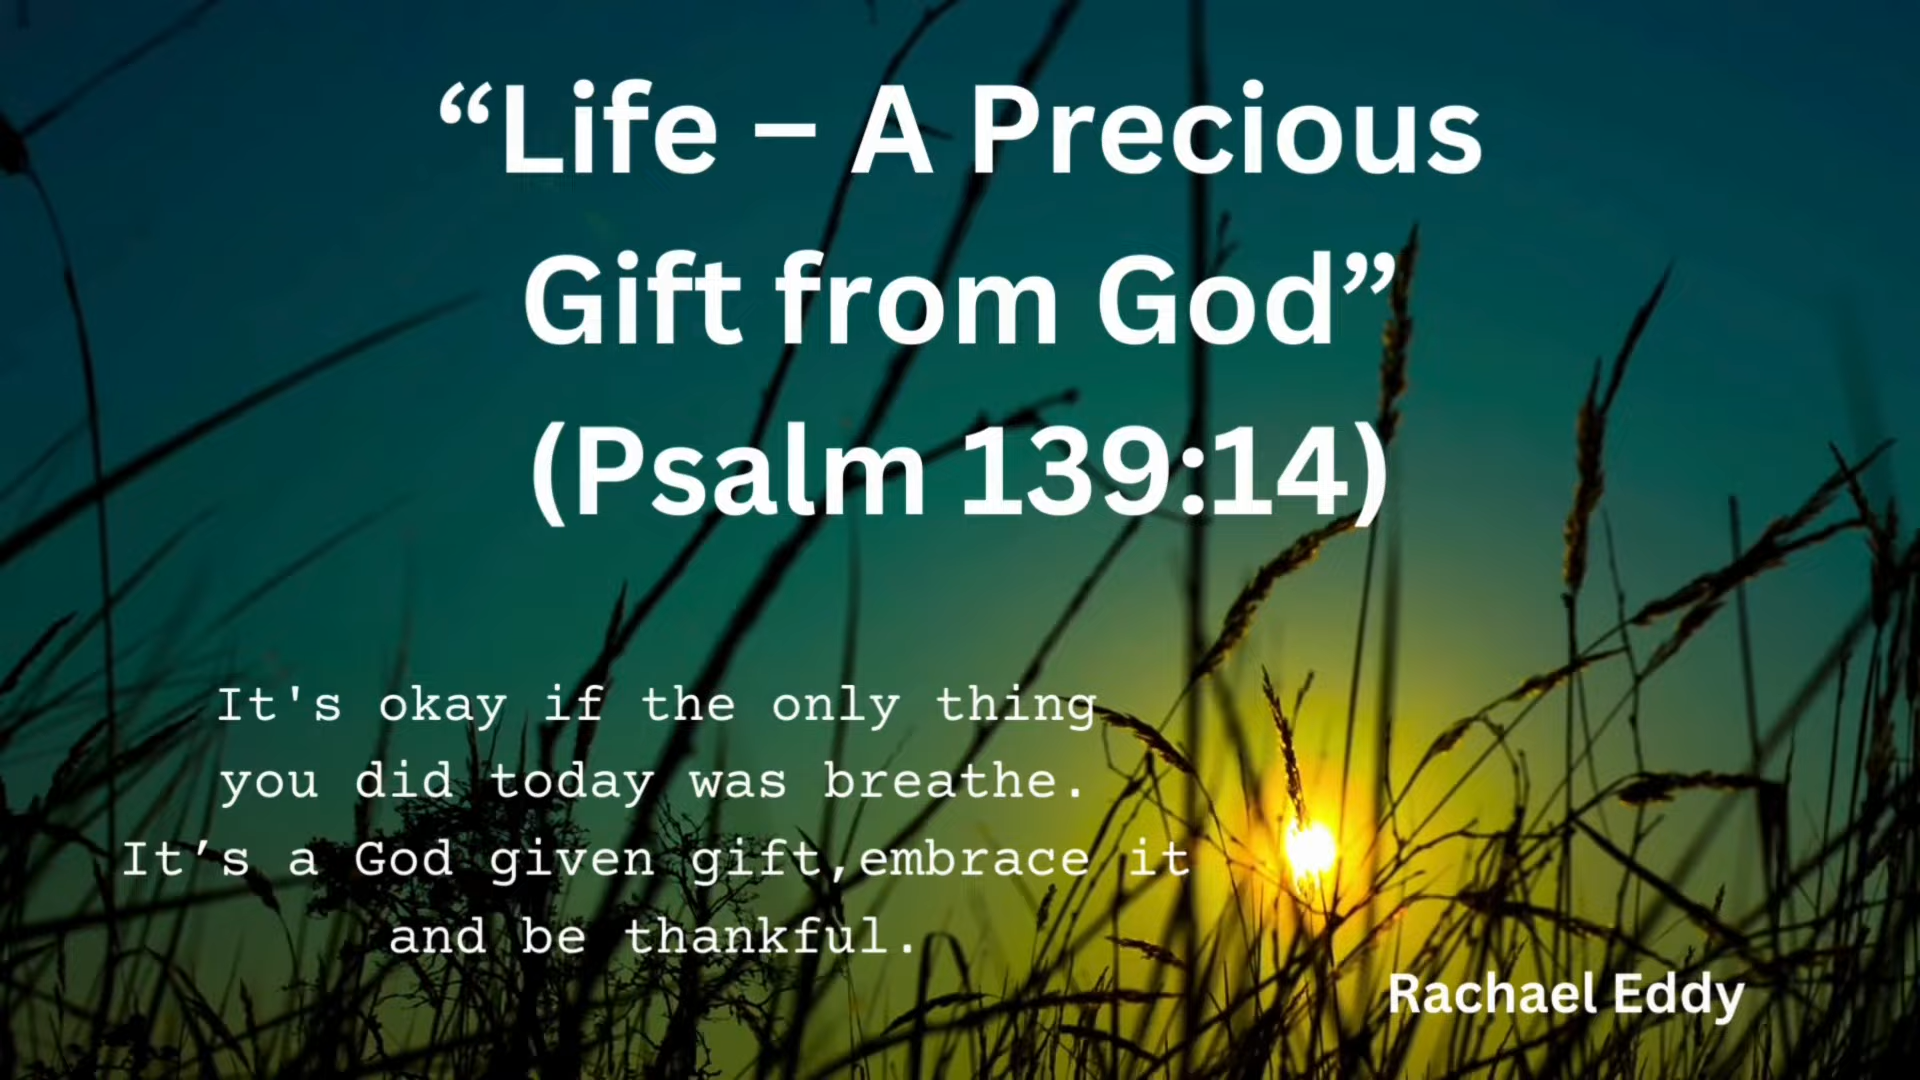 “Life – A Precious
Gift from God”
(Psalm 139:14)
It's okay if the only thing
you did today was breathe.
It’s a God given gift,embrace it
and be thankful.
Rachael Eddy